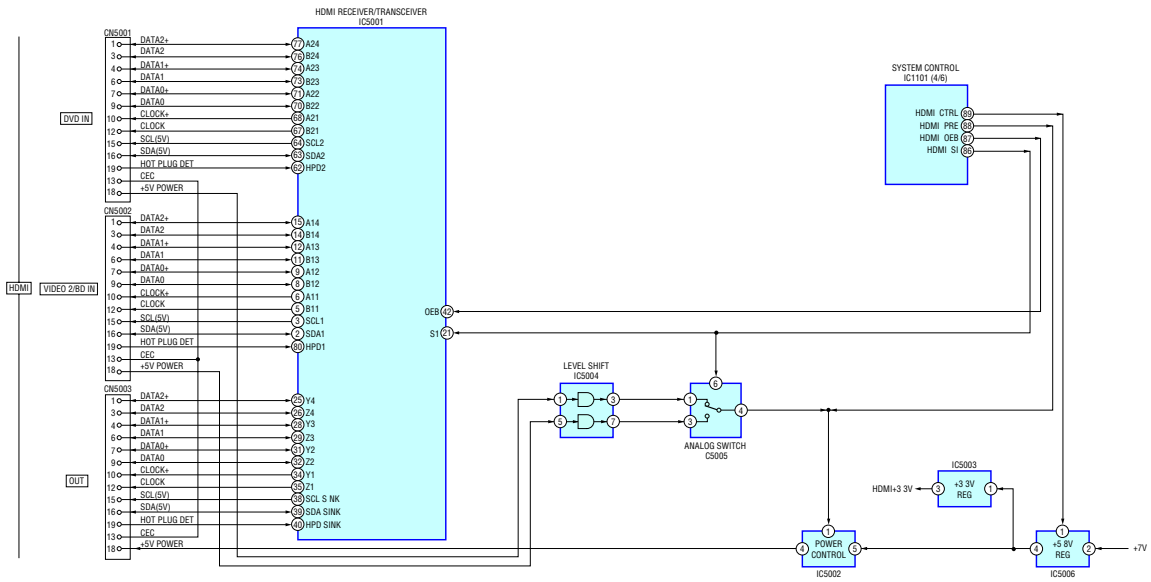 HDMI RECEIVER/TRANSCEIVER
IC5001
HDMI
DVD IN
CN5001
1 DATA2+ 77 A24
3 DATA2 76 B24
4 DATA1+ 74 A23
6 DATA1 73 B23
7 DATA0+ 71 A22
9 DATA0 70 B22
10 CLOCK+ 68 A21
12 CLOCK 67 B21
15 SCL(5V) 64 SCL2
16 SDA(5V) 63 SDA2
19 HOT PLUG DET 62 HPD2
13 CEC
18 +5V POWER
VIDEO 2/BD IN
CN5002
1 DATA2+ 15 A14
3 DATA2 14 B14
4 DATA1+ 12 A13
6 DATA1 11 B13
7 DATA0+ 9 A12
9 DATA0 8 B12
10 CLOCK+ 6 A11
12 CLOCK 5 B11
15 SCL(5V) 3 SCL1
16 SDA(5V) 2 SDA1
19 HOT PLUG DET 80 HPD1
13 CEC
18 +5V POWER
OUT
CN5003
1 DATA2+ 25 Y4
3 DATA2 26 Z4
4 DATA1+ 28 Y3
6 DATA1 29 Z3
7 DATA0+ 31 Y2
9 DATA0 32 Z2
10 CLOCK+ 34 Y1
12 CLOCK 35 Z1
15 SCL(5V) 38 SCL S NK
16 SDA(5V) 39 SDA SINK
19 HOT PLUG DET 40 HPD SINK
13 CEC
18 +5V POWER
OEB 42
S1 21
SYSTEM CONTROL
IC1101 (4/6)
HDMI CTRL 89
HDMI PRE 88
HDMI OEB 87
HDMI SI 86
LEVEL SHIFT
IC5004
1 3
5 7
6
1 4
3
ANALOG SWITCH
C5005
IC5003
HDMI+3 3V 3 +3 3V REG 1
1
4 POWER CONTROL 5
IC5002
1
4 +5 8V REG 2 +7V
IC5006